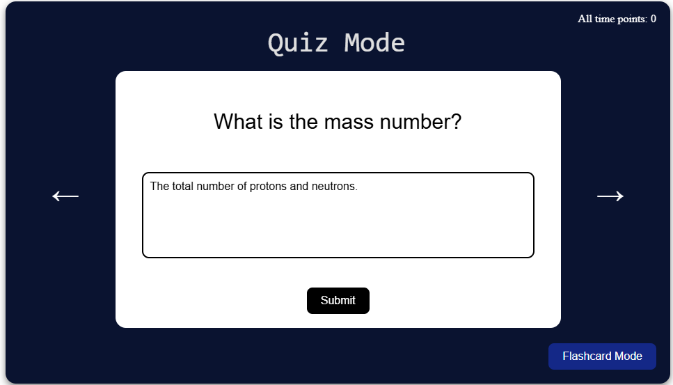 All time points: 0
Quiz Mode
What is the mass number?
The total number of protons and neutrons.
← →
Submit
Flashcard Mode